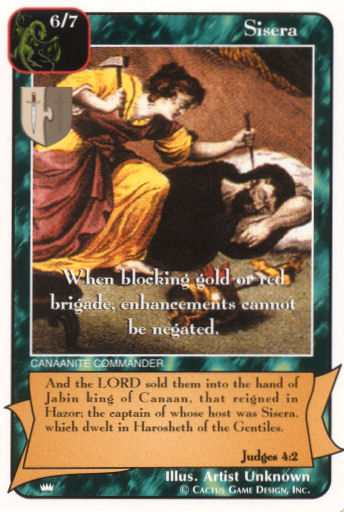 6/7
Sisera
When blocking gold or red
brigade, enhancements cannot
be negated.
CANAANITE COMMANDER
And the LORD sold them into the hand of
Jabin king of Canaan, that reigned in
Hazor; the captain of whose host was Sisera,
which dwelt in Harosheth of the Gentiles.
Judges 4:2
Illus. Artist Unknown
© CACTUS GAME DESIGN, INC.